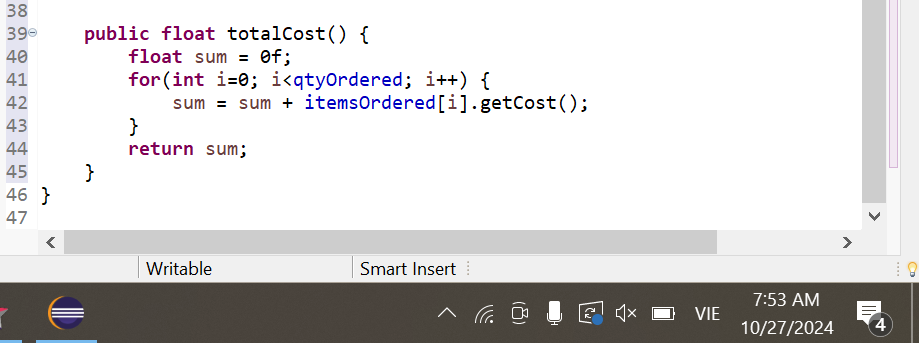 38
39 public float totalCost() {
40 float sum = 0f;
41 for(int i=0; i<qtyOrdered; i++) {
42 sum = sum + itemsOrdered[i].getCost();
43 }
44 return sum;
45 }
46 }
47
Writable Smart Insert
VIE 7:53 AM
10/27/2024 4